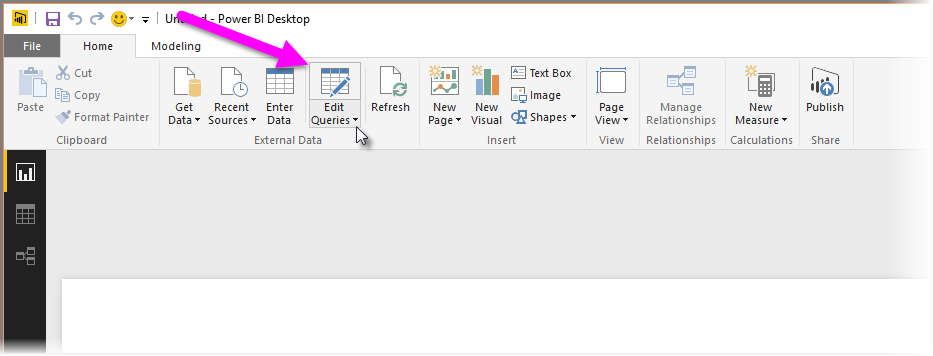 Unt d - Power BI Desktop
File Home Modeling
Paste
Cut
Copy
Format Painter
Clipboard
Get
Data
Recent
Sources
Enter
Data
Edit
Queries
Refresh
External Data
New
Page
New
Visual
Text Box
Image
Shapes
Insert
Page
View
View
Manage
Relationships
Relationships
New
Measure
Calculations
Publish
Share